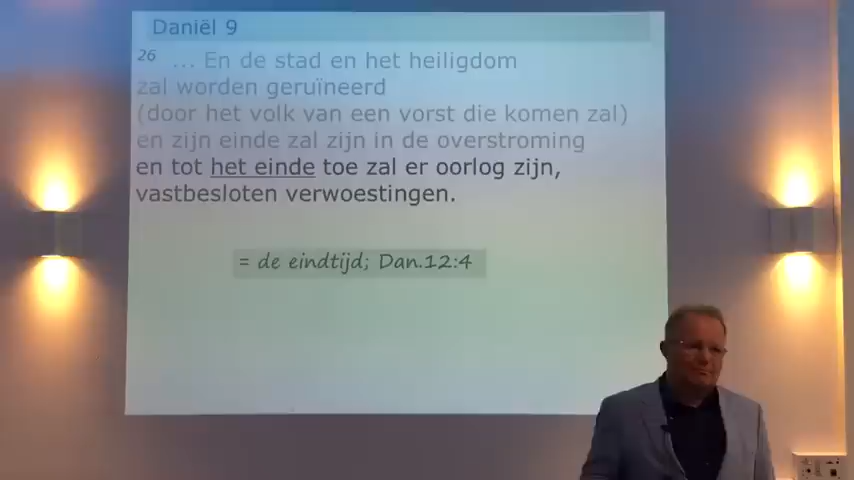 Daniël 9
26 ... En de stad en het heiligdom
zal worden geruïneerd
(door het volk van een vorst die komen zal)
en zijn einde zal zijn in de overstroming
en tot het einde toe zal er oorlog zijn,
vastbesloten verwoestingen.
= de eindtijd; Dan.12:4